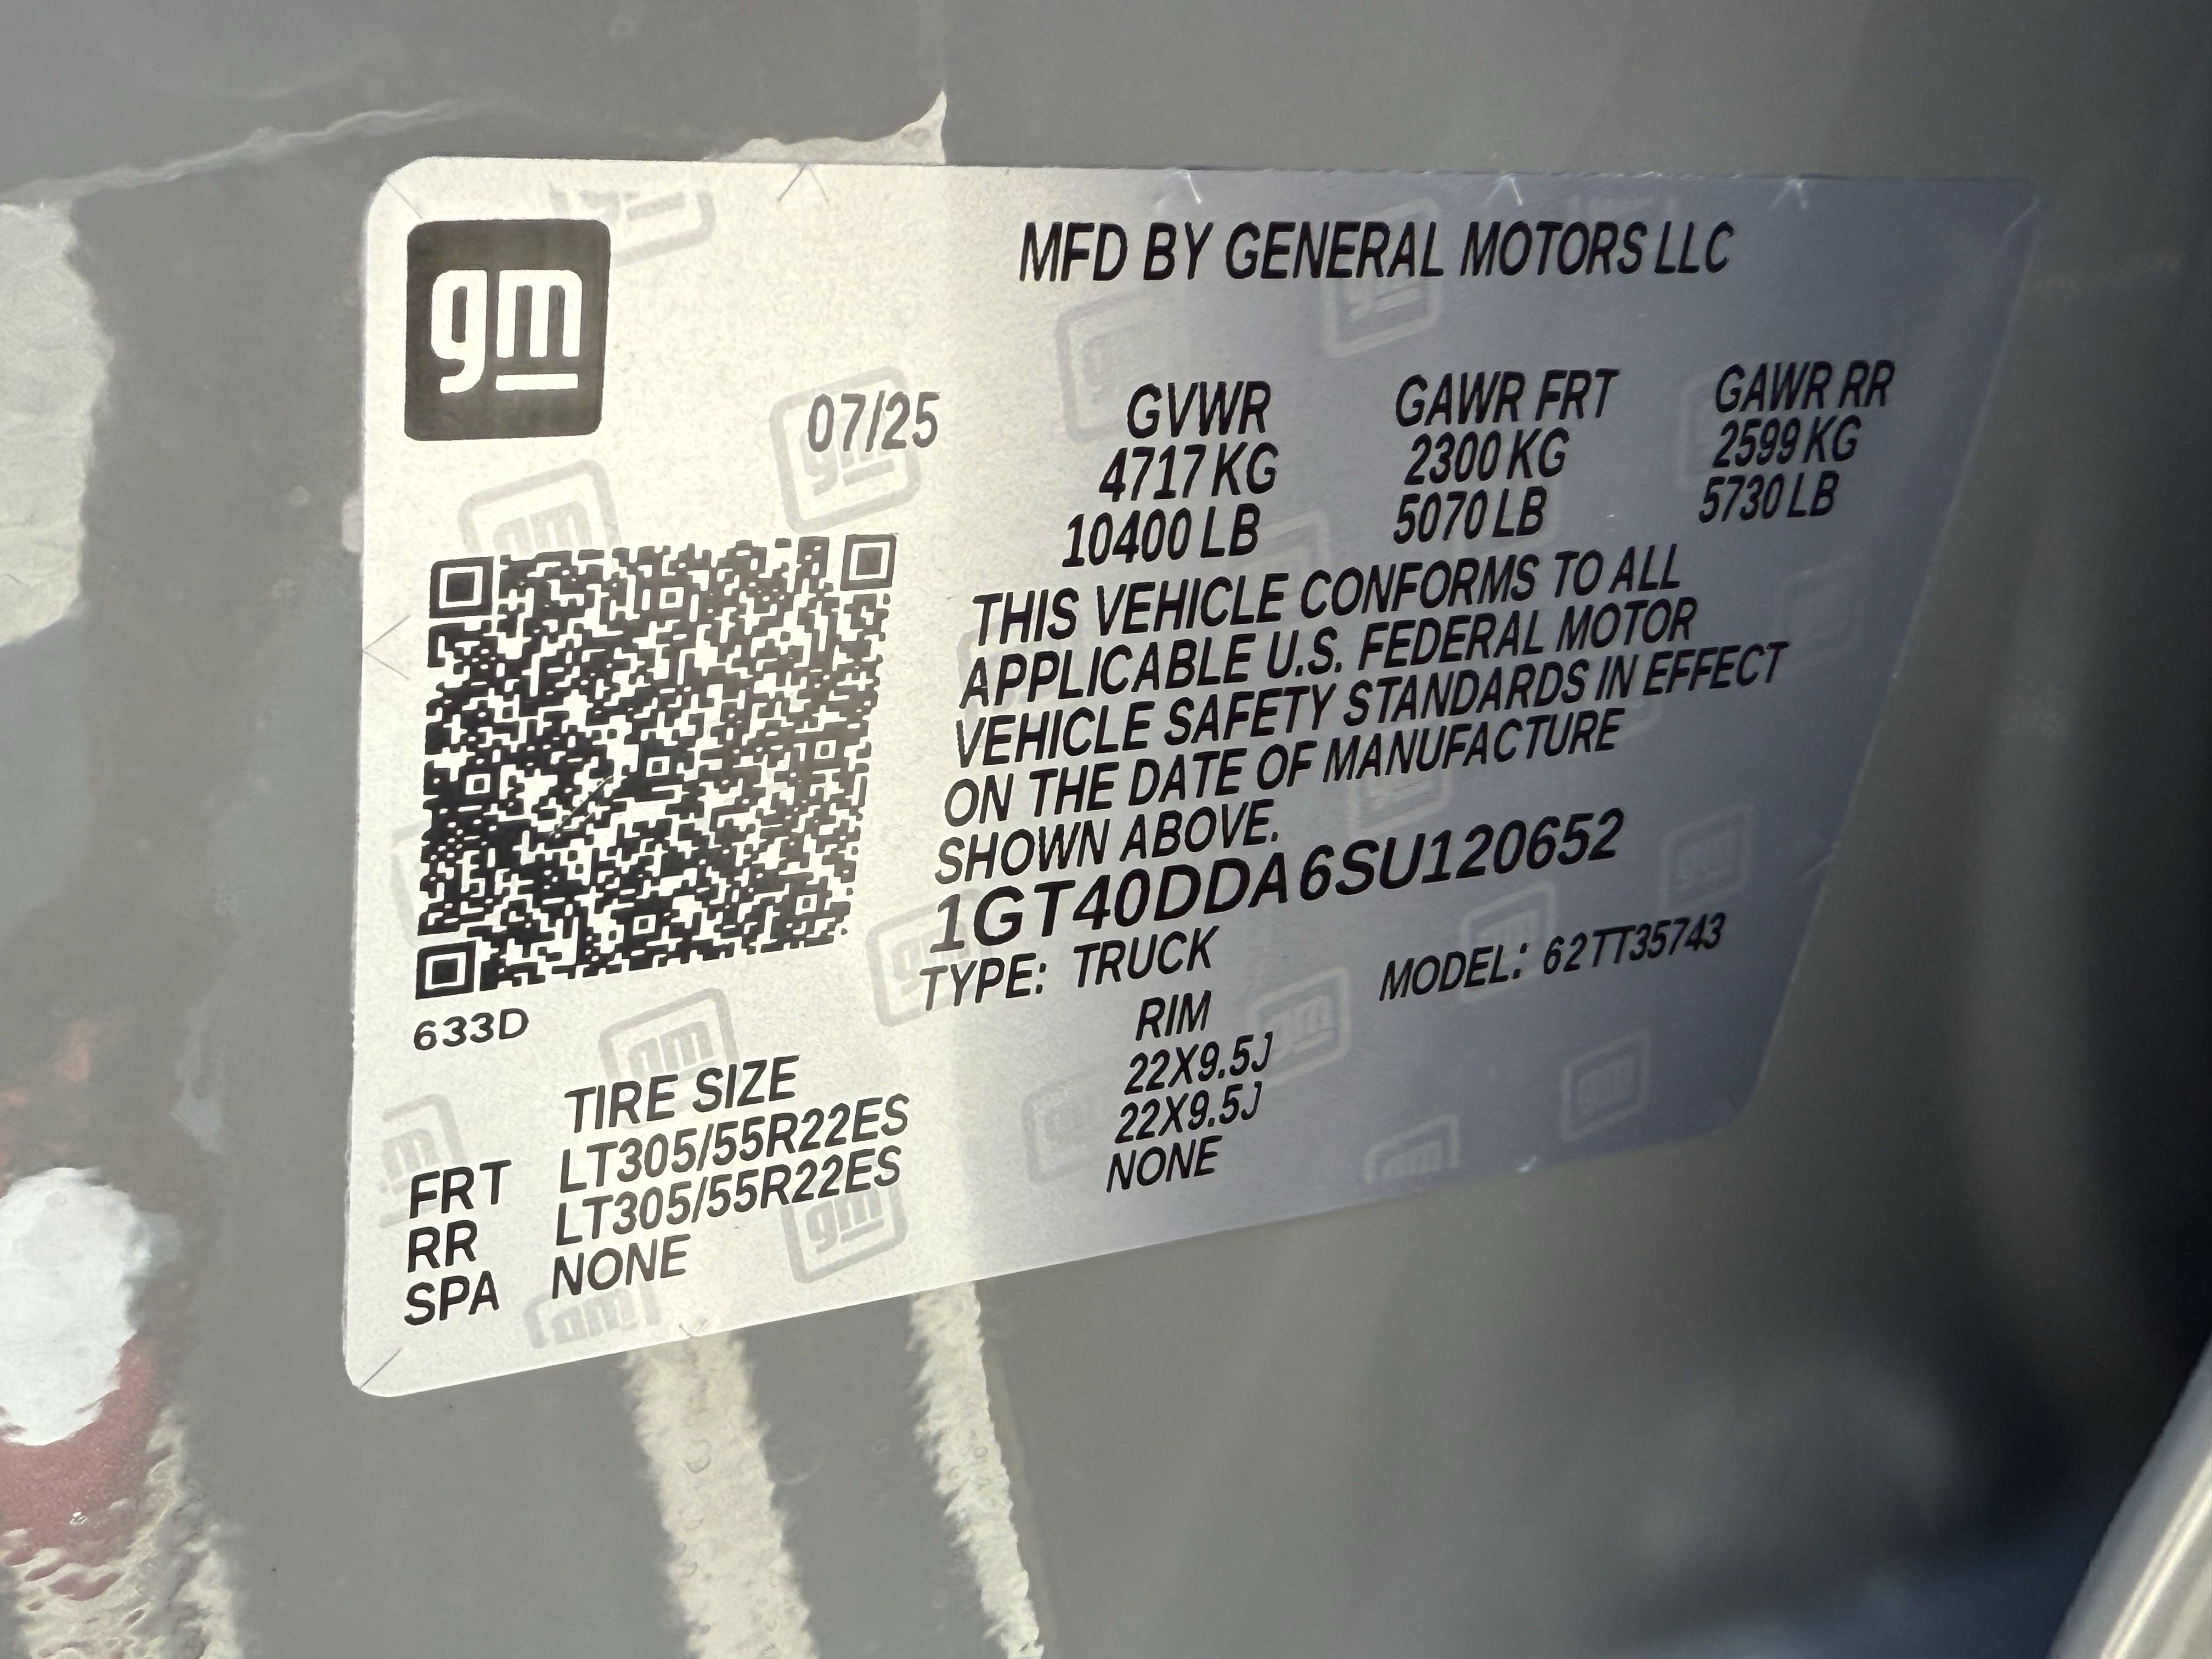 gm
MFD BY GENERAL MOTORS LLC
07/25
GVWR GAWR FRT GAWR RR
4717 KG 2300 KG 2599 KG
10400 LB 5070 LB 5730 LB
THIS VEHICLE CONFORMS TO ALL
APPLICABLE U.S. FEDERAL MOTOR
VEHICLE SAFETY STANDARDS IN EFFECT
ON THE DATE OF MANUFACTURE
SHOWN ABOVE.
1GT40DDA6SU120652
TYPE: TRUCK MODEL: 62TT35743
633D
TIRE SIZE RIM
FRT LT305/55R22ES 22X9.5J
RR LT305/55R22ES 22X9.5J
SPA NONE NONE